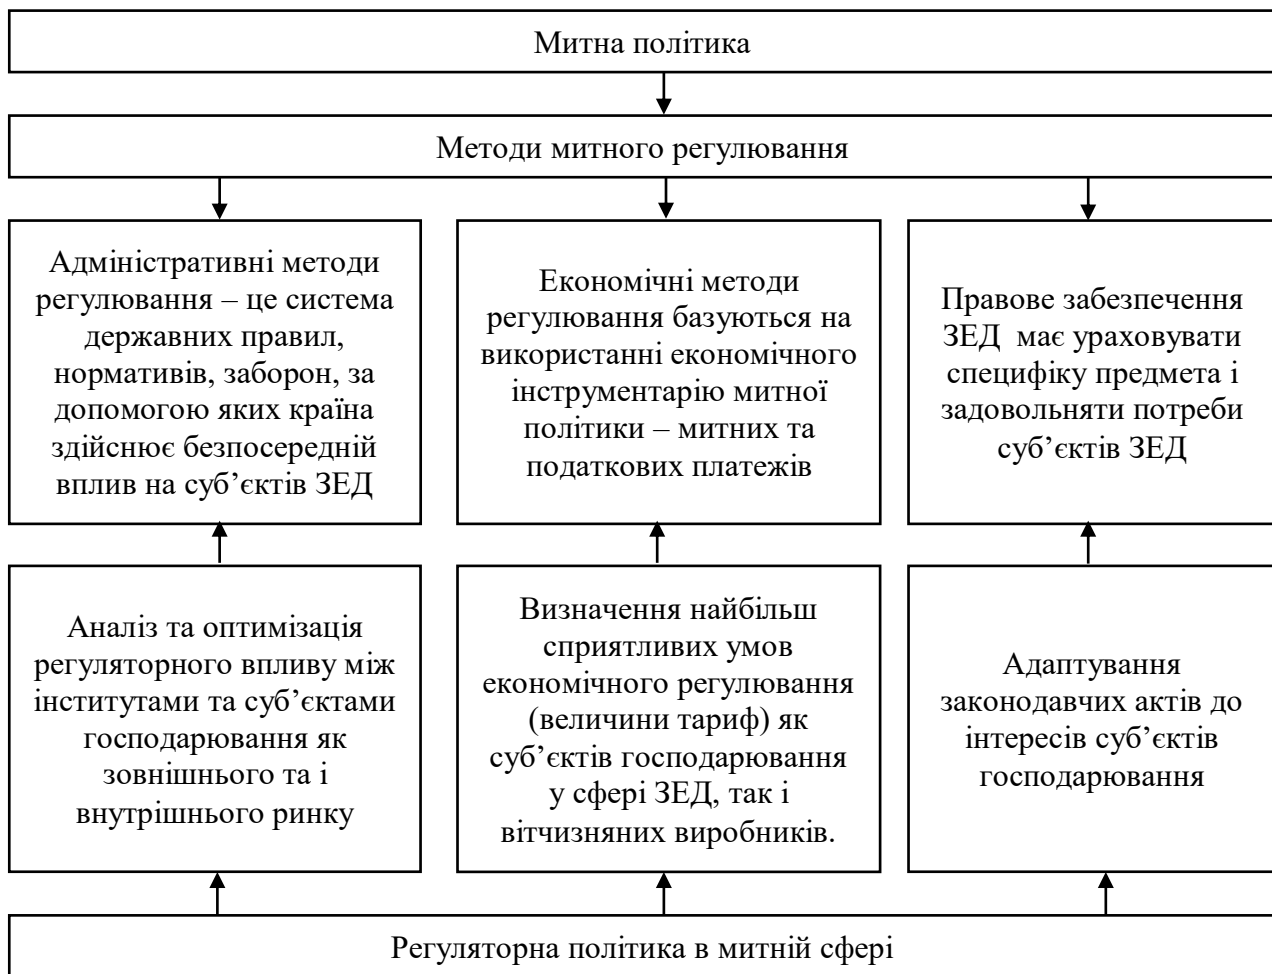 Митна політика
Методи митного регулювання
Адміністративні методи
регулювання – це система
державних правил,
нормативів, заборон, за
допомогою яких країна
здійснює безпосередній
вплив на суб’єктів ЗЕД
Економічні методи
регулювання базуються на
використанні економічного
інструментарію митної
політики – митних та
податкових платежів
Правове забезпечення
ЗЕД має ураховувати
специфіку предмета і
задовольняти потреби
суб’єктів ЗЕД
Аналіз та оптимізація
регуляторного впливу між
інститутами та суб’єктами
господарювання як
зовнішнього та і
внутрішнього ринку
Визначення найбільш
сприятливих умов
економічного регулювання
(величини тариф) як
суб’єктів господарювання
у сфері ЗЕД, так і
вітчизняних виробників.
Адаптування
законодавчих актів до
інтересів суб’єктів
господарювання
Регуляторна політика в митній сфері